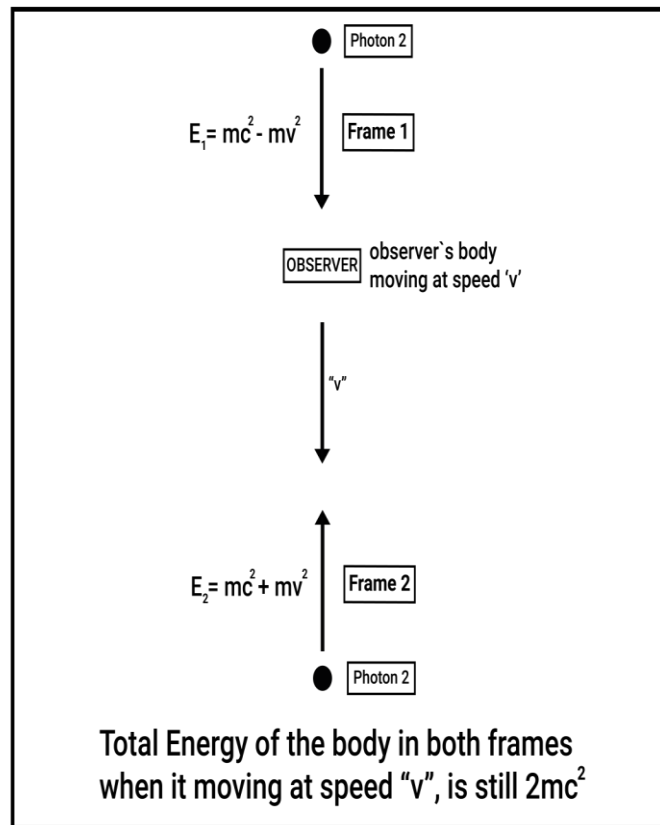 Photon 2
E₁= mc² - mv²
Frame 1
OBSERVER
observer`s body
moving at speed ‘v’
“v”
E₂= mc² + mv²
Frame 2
Photon 2
Total Energy of the body in both frames
when it moving at speed “v”, is still 2mc²